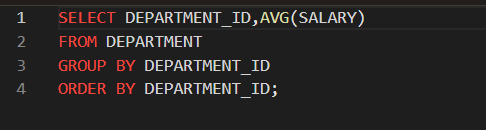 1 SELECT DEPARTMENT_ID,AVG(SALARY)
2 FROM DEPARTMENT
3 GROUP BY DEPARTMENT_ID
4 ORDER BY DEPARTMENT_ID;